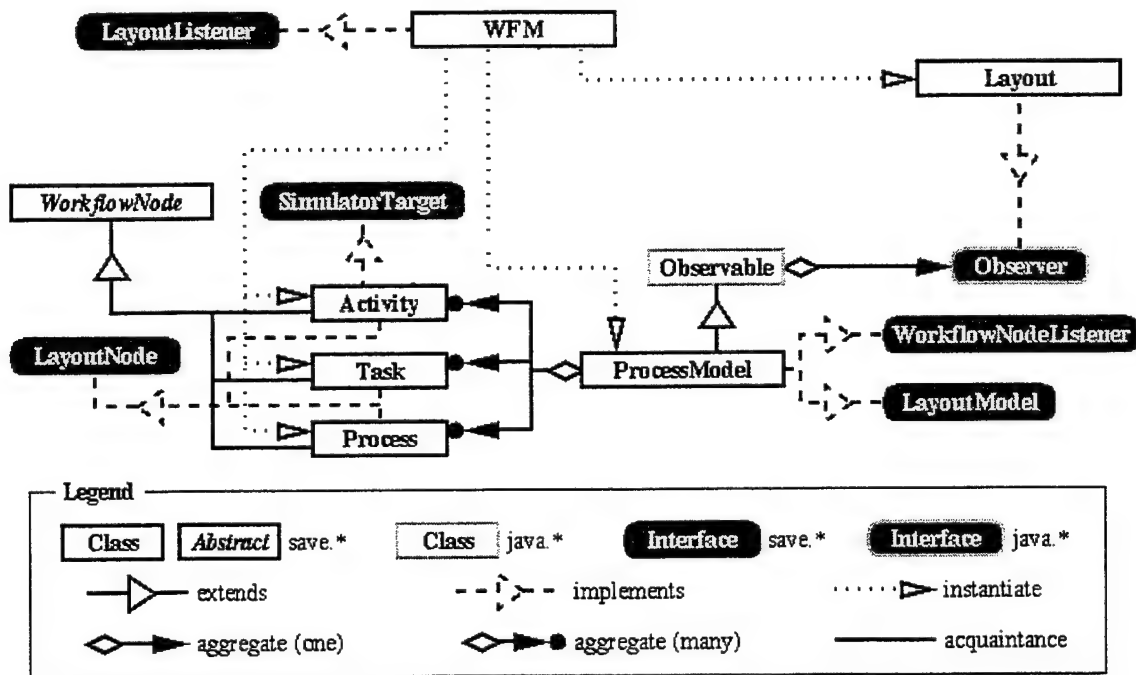 LayoutListener
WFM
Layout
WorkflowNode
SimulatorTarget
Observable
Observer
Activity
WorkflowNodeListener
LayoutNode
Task
ProcessModel
LayoutModel
Process
Legend
Class Abstract save.* Class java.* Interface save.* Interface java.*
extends implements instantiate
aggregate (one) aggregate (many) acquaintance